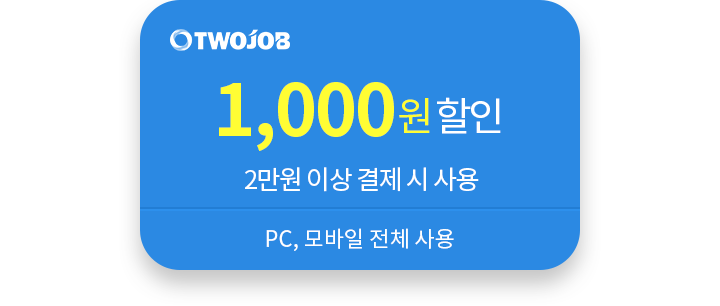 TWOJOB
1,000원 할인
2만원 이상 결제 시 사용
PC, 모바일 전체 사용